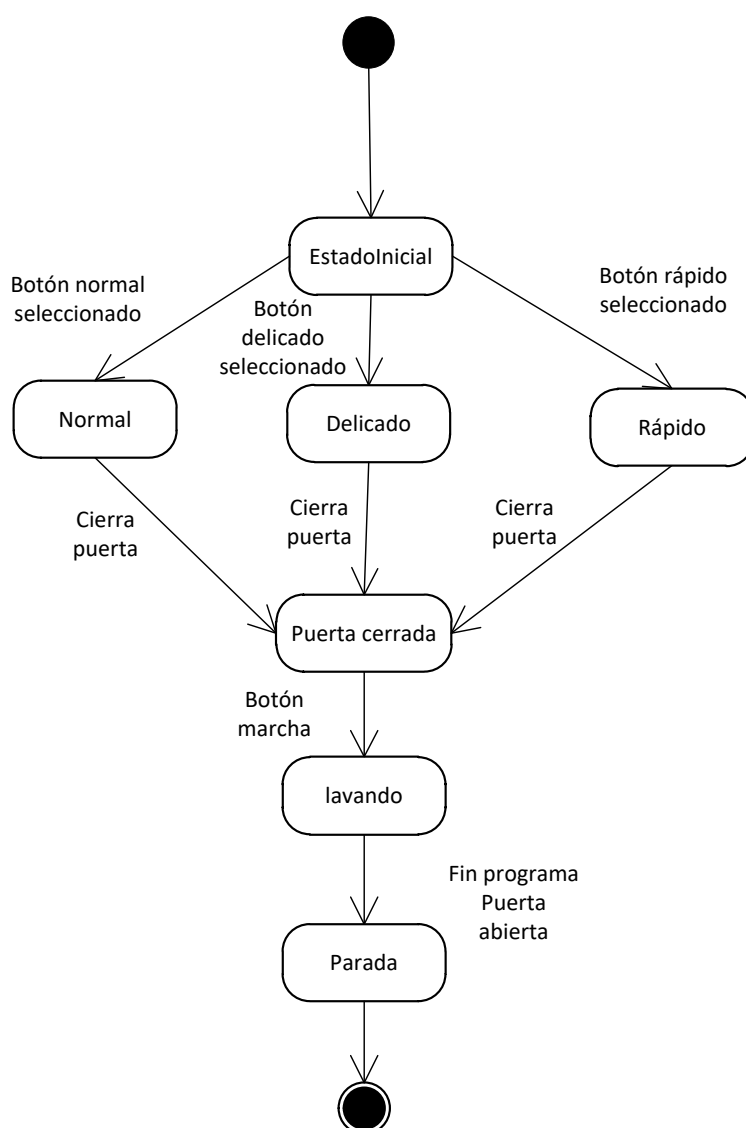 EstadoInicial
Botón normal
seleccionado
Botón
delicado
seleccionado
Botón rápido
seleccionado
Normal
Delicado
Rápido
Cierra
puerta
Cierra
puerta
Cierra
puerta
Puerta cerrada
Botón
marcha
lavando
Fin programa
Puerta
abierta
Parada